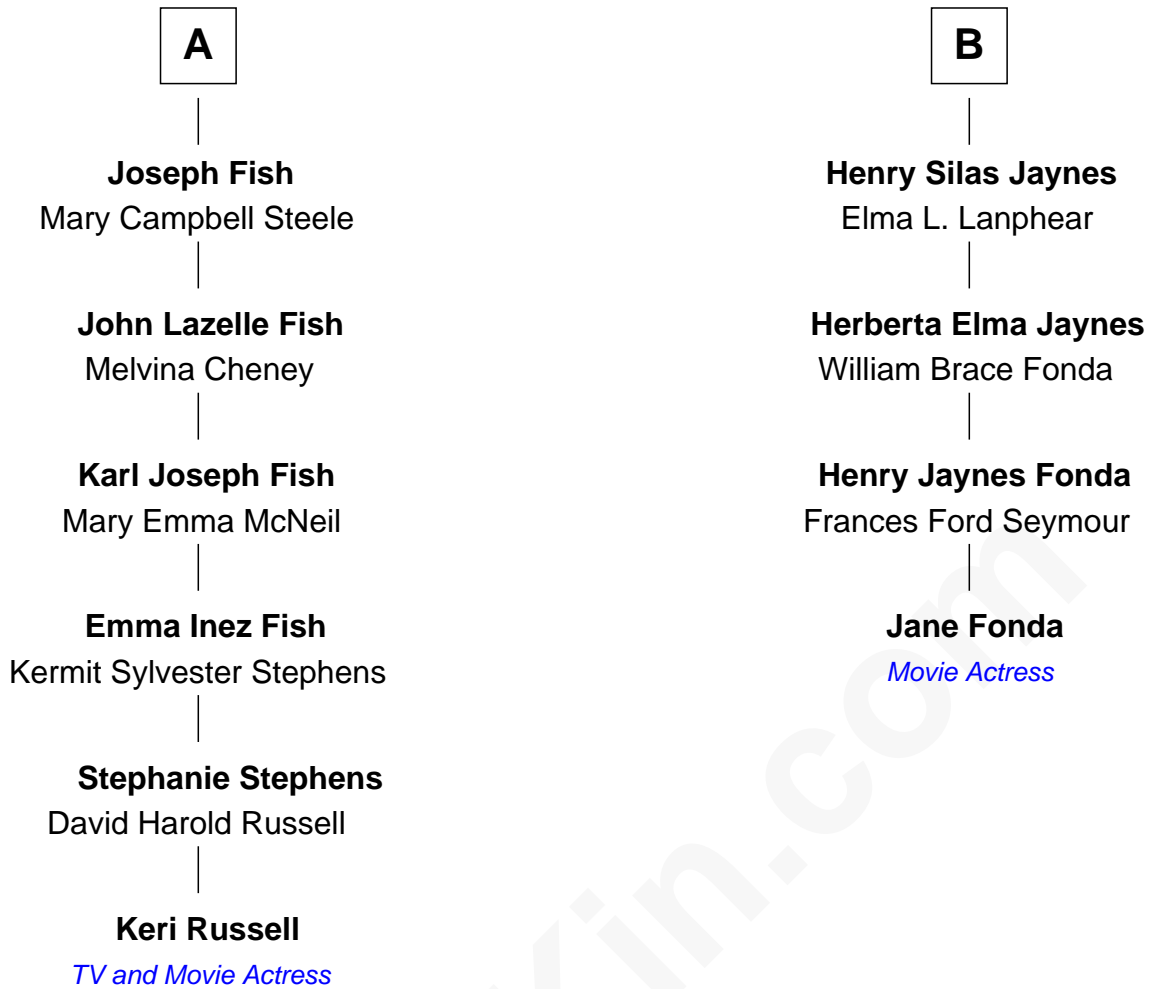 A
Joseph Fish
Mary Campbell Steele
John Lazelle Fish
Melvina Cheney
Karl Joseph Fish
Mary Emma McNeil
Emma Inez Fish
Kermit Sylvester Stephens
Stephanie Stephens
David Harold Russell
Keri Russell
TV and Movie Actress
B
Henry Silas Jaynes
Elma L. Lanphear
Herberta Elma Jaynes
William Brace Fonda
Henry Jaynes Fonda
Frances Ford Seymour
Jane Fonda
Movie Actress
Kin.com